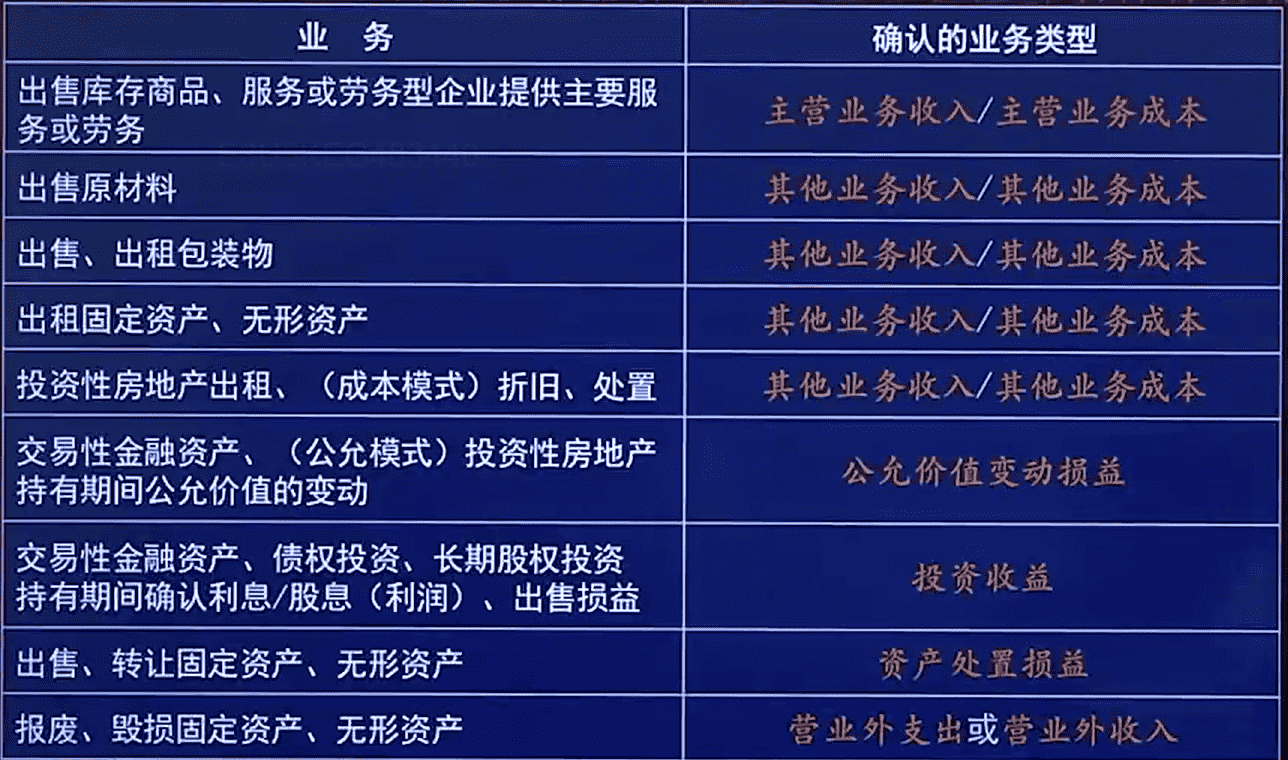 业 务
确认的业务类型
出售库存商品、服务或劳务型企业提供主要服
务或劳务
主营业务收入/主营业务成本
出售原材料
其他业务收入/其他业务成本
出售、出租包装物
其他业务收入/其他业务成本
出租固定资产、无形资产
其他业务收入/其他业务成本
投资性房地产出租、（成本模式）折旧、处置
其他业务收入/其他业务成本
交易性金融资产、（公允模式）投资性房地产
持有期间公允价值的变动
公允价值变动损益
交易性金融资产、债权投资、长期股权投资
持有期间确认利息/股息（利润）、出售损益
投资收益
出售、转让固定资产、无形资产
资产处置损益
报废、毁损固定资产、无形资产
营业外支出或营业外收入